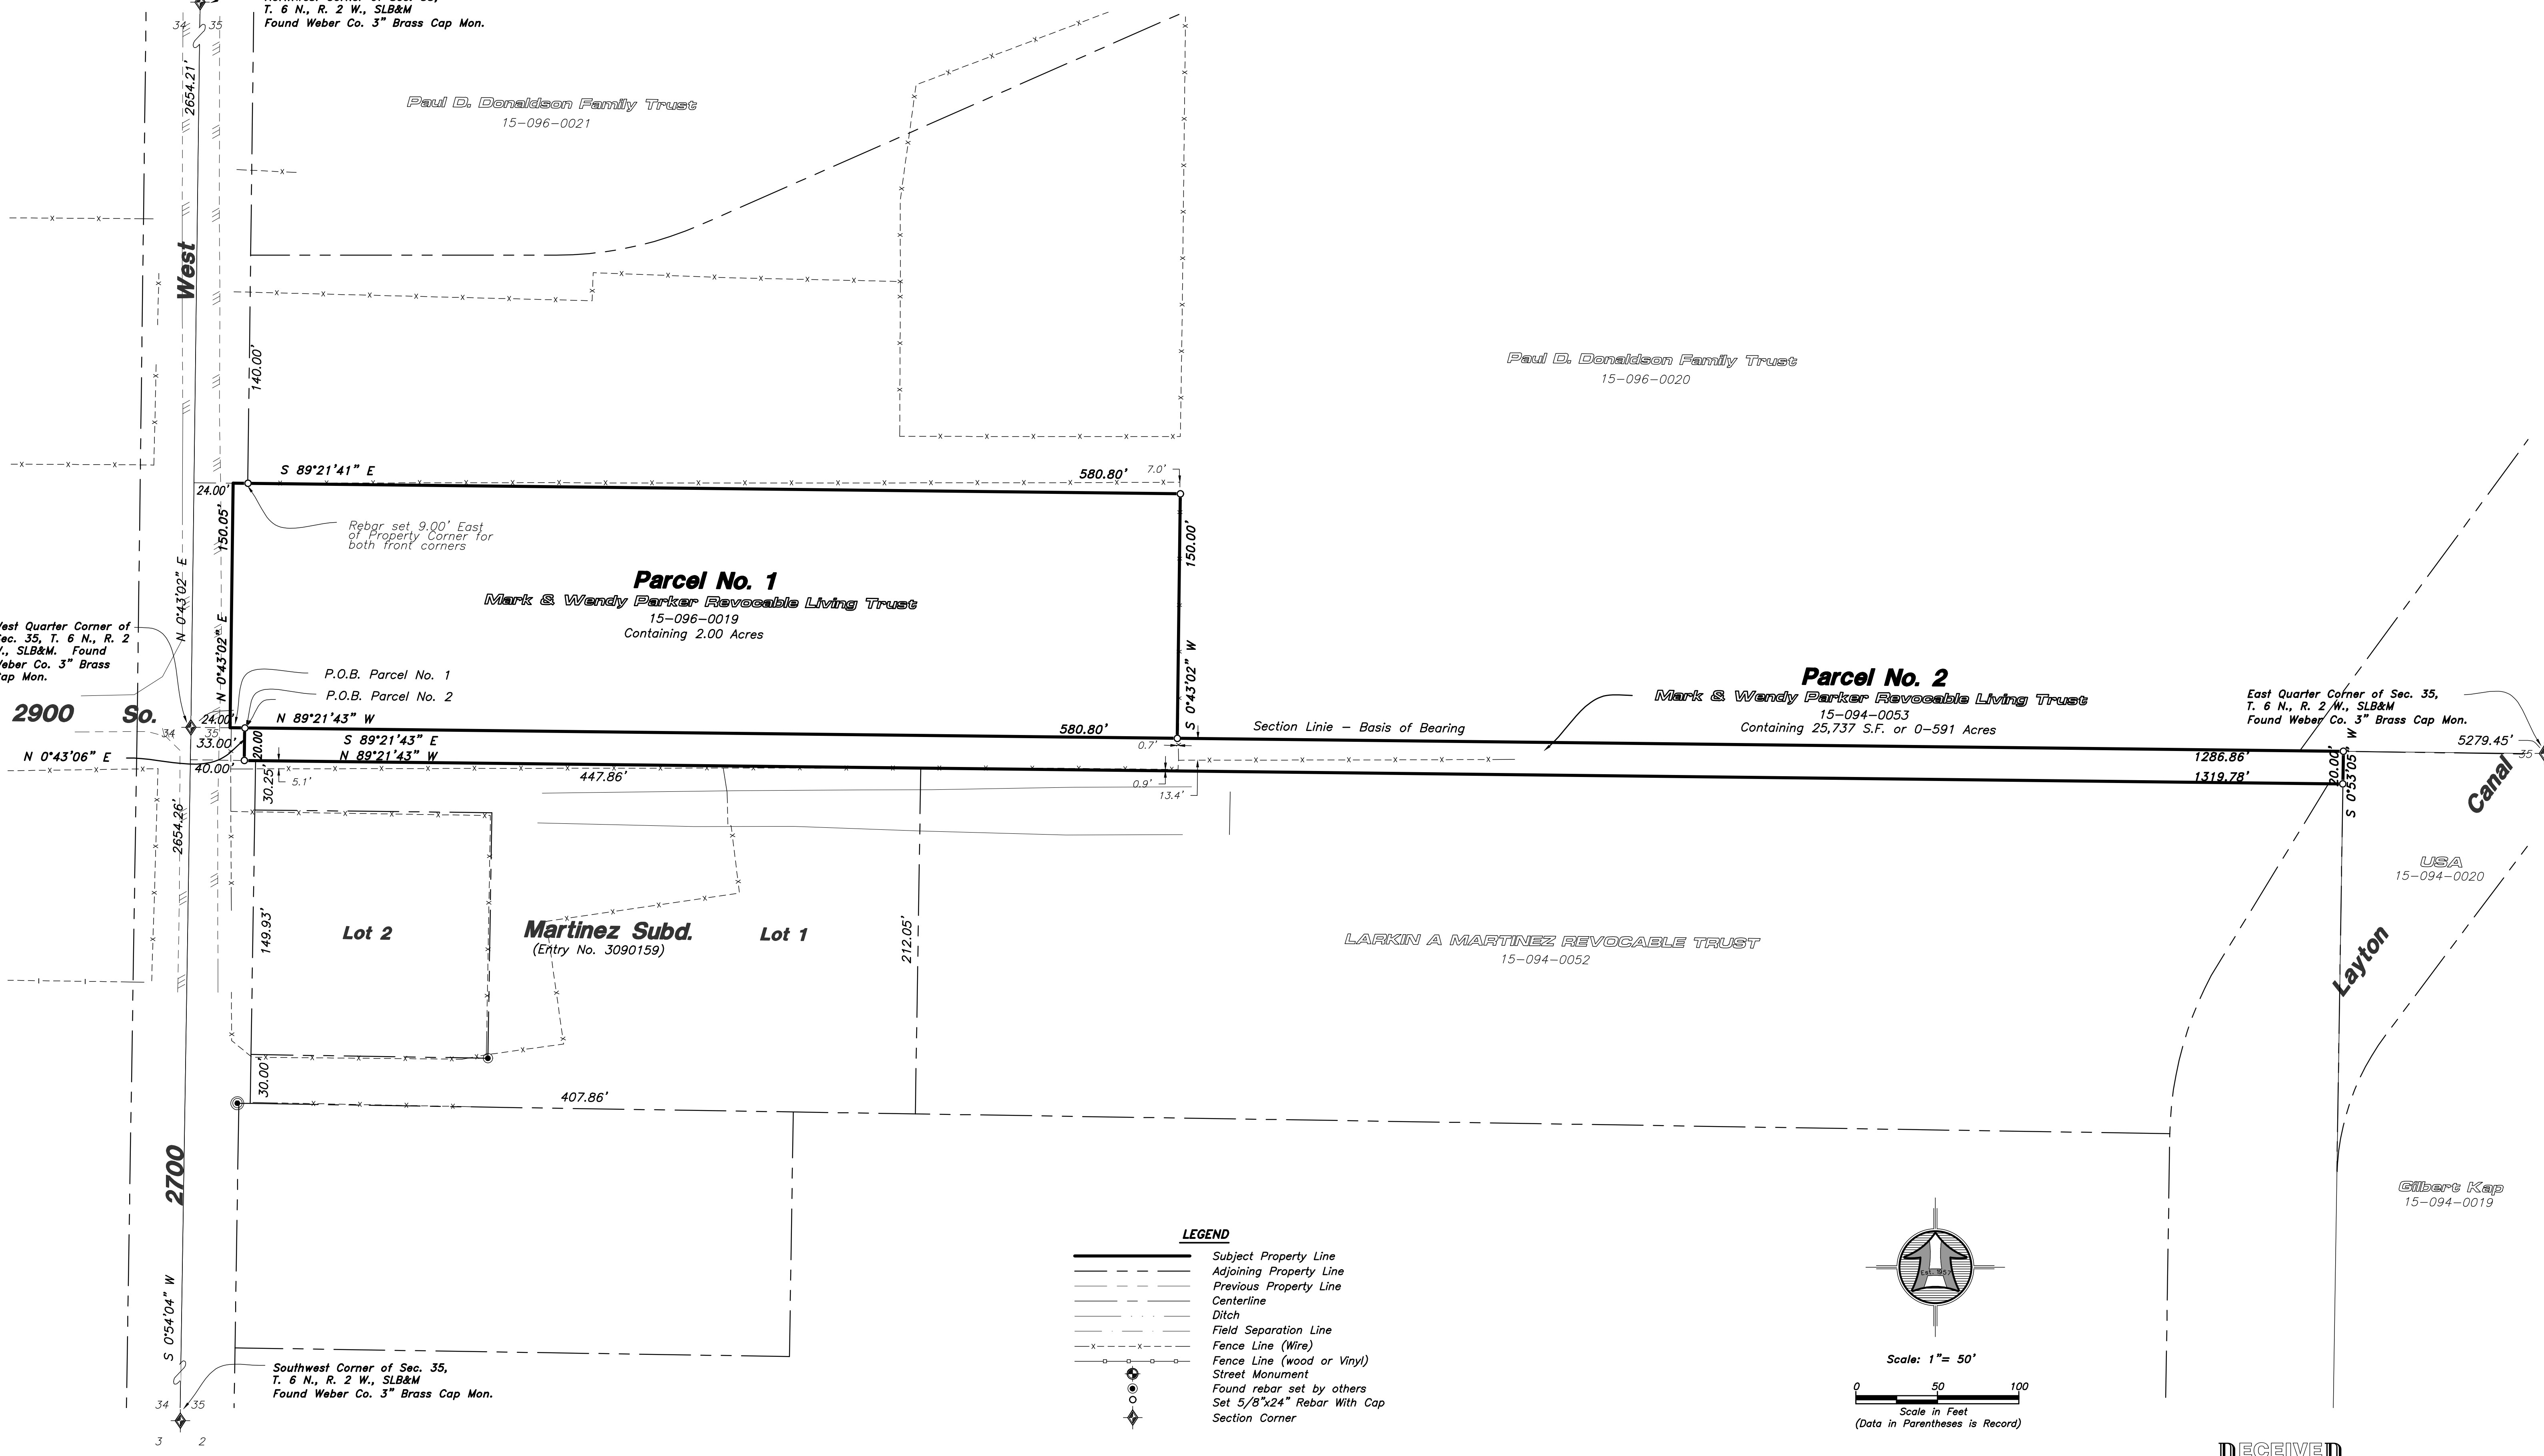 T. 6 N., R. 2 W., SLB&M
Found Weber Co. 3" Brass Cap Mon.
34 35
2654.21'
Paul D. Donaldson Family Trust
15-096-0021
West
140.00'
Paul D. Donaldson Family Trust
15-096-0020
S 89°21'41" E
580.80'
7.0'
24.00'
150.05'
N 0°43'02" E
Rebar set 9.00' East
of Property Corner for
both front corners
150.00'
N 0°43'02" E
Parcel No. 1
Mark & Wendy Parker Revocable Living Trust
15-096-0019
Containing 2.00 Acres
S 0°43'02" W
West Quarter Corner of
Sec. 35, T. 6 N., R. 2
W., SLB&M. Found
Weber Co. 3" Brass
Cap Mon.
P.O.B. Parcel No. 1
P.O.B. Parcel No. 2
Parcel No. 2
Mark & Wendy Parker Revocable Living Trust
15-094-0053
Containing 25,737 S.F. or 0-591 Acres
East Quarter Corner of Sec. 35,
T. 6 N., R. 2 W., SLB&M
Found Weber Co. 3" Brass Cap Mon.
2900 So.
24.00'
N 89°21'43" W
580.80'
Section Linie - Basis of Bearing
34 35
33.00'
20.00'
S 89°21'43" E
0.7'
1286.86'
20.00'
S 0°53'05" W
5279.45'
35
N 0°43'06" E
N 89°21'43" W
40.00'
30.25'
5.1'
447.86'
0.9'
13.4'
1319.78'
Canal
2654.26'
USA
15-094-0020
149.93'
Lot 2
Martinez Subd.
(Entry No. 3090159)
Lot 1
212.05'
LARKIN A MARTINEZ REVOCABLE TRUST
15-094-0052
Layton
30.00'
407.86'
2700
Gilbert Kap
15-094-0019
LEGEND
Subject Property Line
Adjoining Property Line
Previous Property Line
Centerline
Ditch
Field Separation Line
Fence Line (Wire)
Fence Line (wood or Vinyl)
Street Monument
Found rebar set by others
Set 5/8"x24" Rebar With Cap
Section Corner
Est. 1957
Scale: 1"= 50'
0 50 100
Scale in Feet
(Data in Parentheses is Record)
S 0°54'04" W
Southwest Corner of Sec. 35,
T. 6 N., R. 2 W., SLB&M
Found Weber Co. 3" Brass Cap Mon.
34 35
3 2
RECEIVED